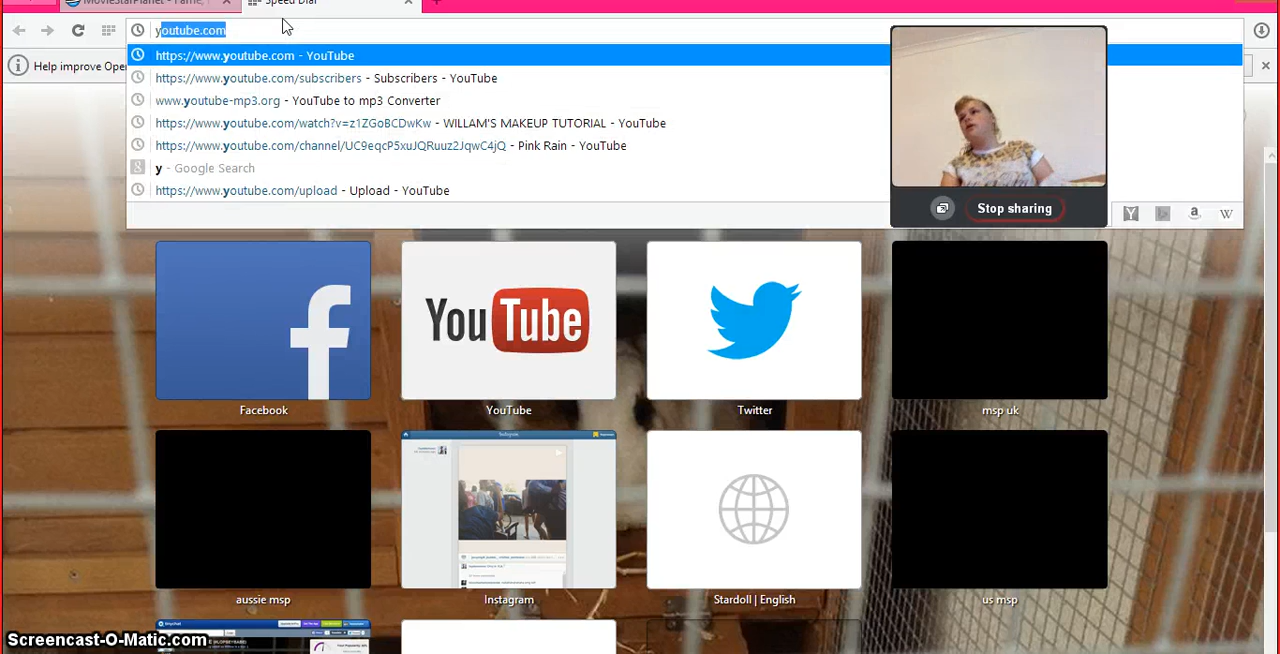 MovieStarPlanet - Fame,
Speed Dial
youtube.com
https://www.youtube.com - YouTube
Help improve Oper
https://www.youtube.com/subscribers - Subscribers - YouTube
www.youtube-mp3.org - YouTube to mp3 Converter
https://www.youtube.com/watch?v=z1ZGoBCDwKw - WILLAM'S MAKEUP TUTORIAL - YouTube
https://www.youtube.com/channel/UC9eqcP5xuJQRuuz2JqwC4jQ - Pink Rain - YouTube
y - Google Search
https://www.youtube.com/upload - Upload - YouTube
Stop sharing
f
YouTube
Facebook
YouTube
Twitter
msp uk
Instagram
aussie msp
Instagram
Stardoll | English
us msp
Screencast-O-Matic.com